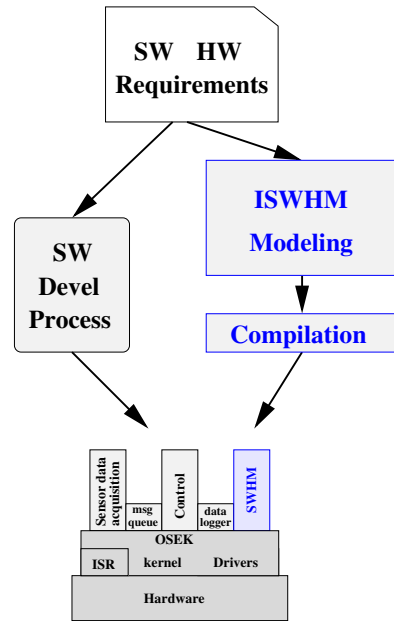 SW HW
Requirements
ISWHM
Modeling
SW
Devel
Process
Compilation
Sensor data
acquisition
msg
queue
Control
data
logger
SWHM
OSEK
ISR kernel Drivers
Hardware